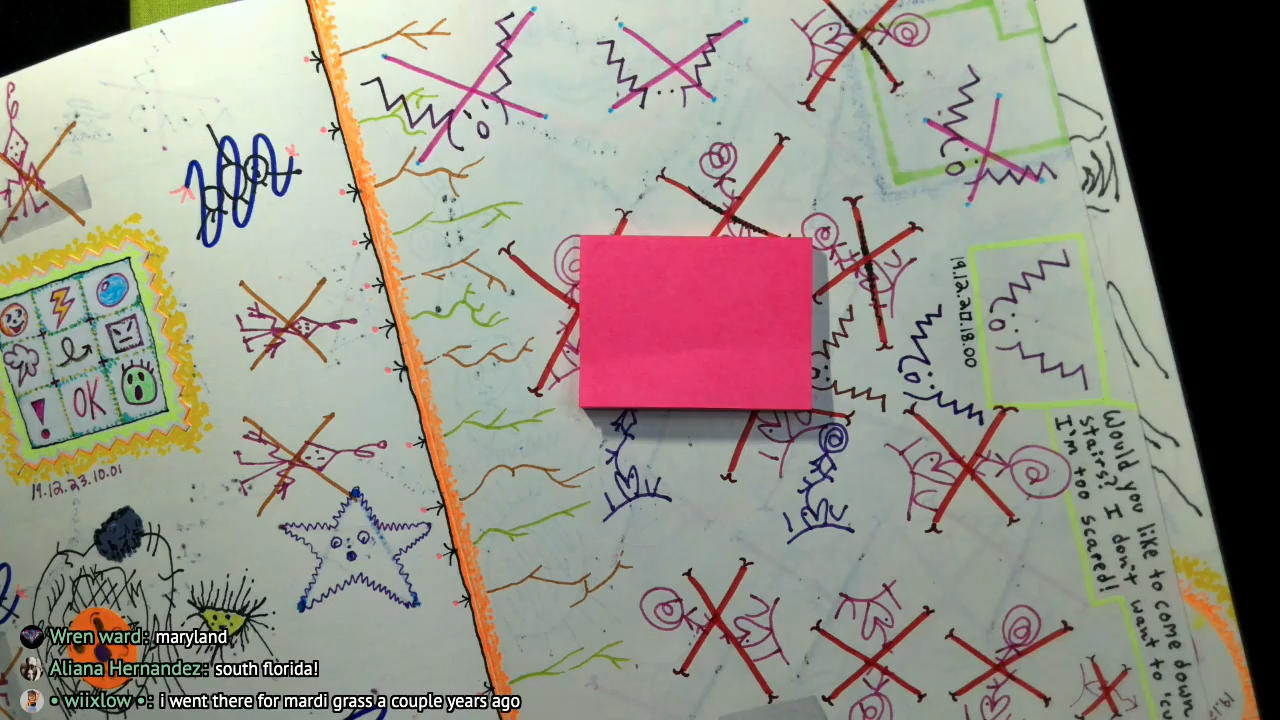 19.12.20.18.00
Would you like to come down
stairs? I don't want to
I'm too scared!!
OK
19.12.23.10.01
Wren ward: maryland
Aliana Hernandez: south florida!
• wiixlow •: i went there for mardi grass a couple years ago